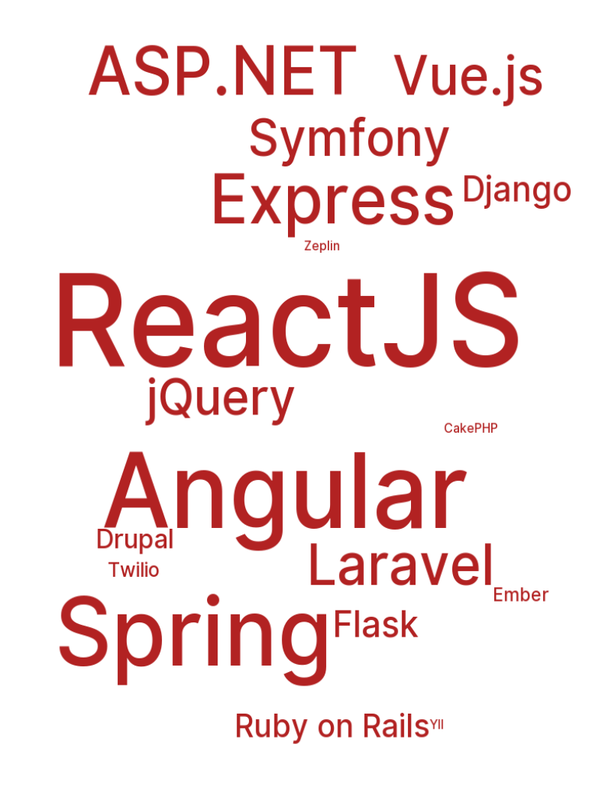 ASP.NET Vue.js
Symfony
Express Django
Zeplin
ReactJS
jQuery
CakePHP
Angular
Drupal
Laravel
Twilio
Ember
Spring Flask
Ruby on Rails YII